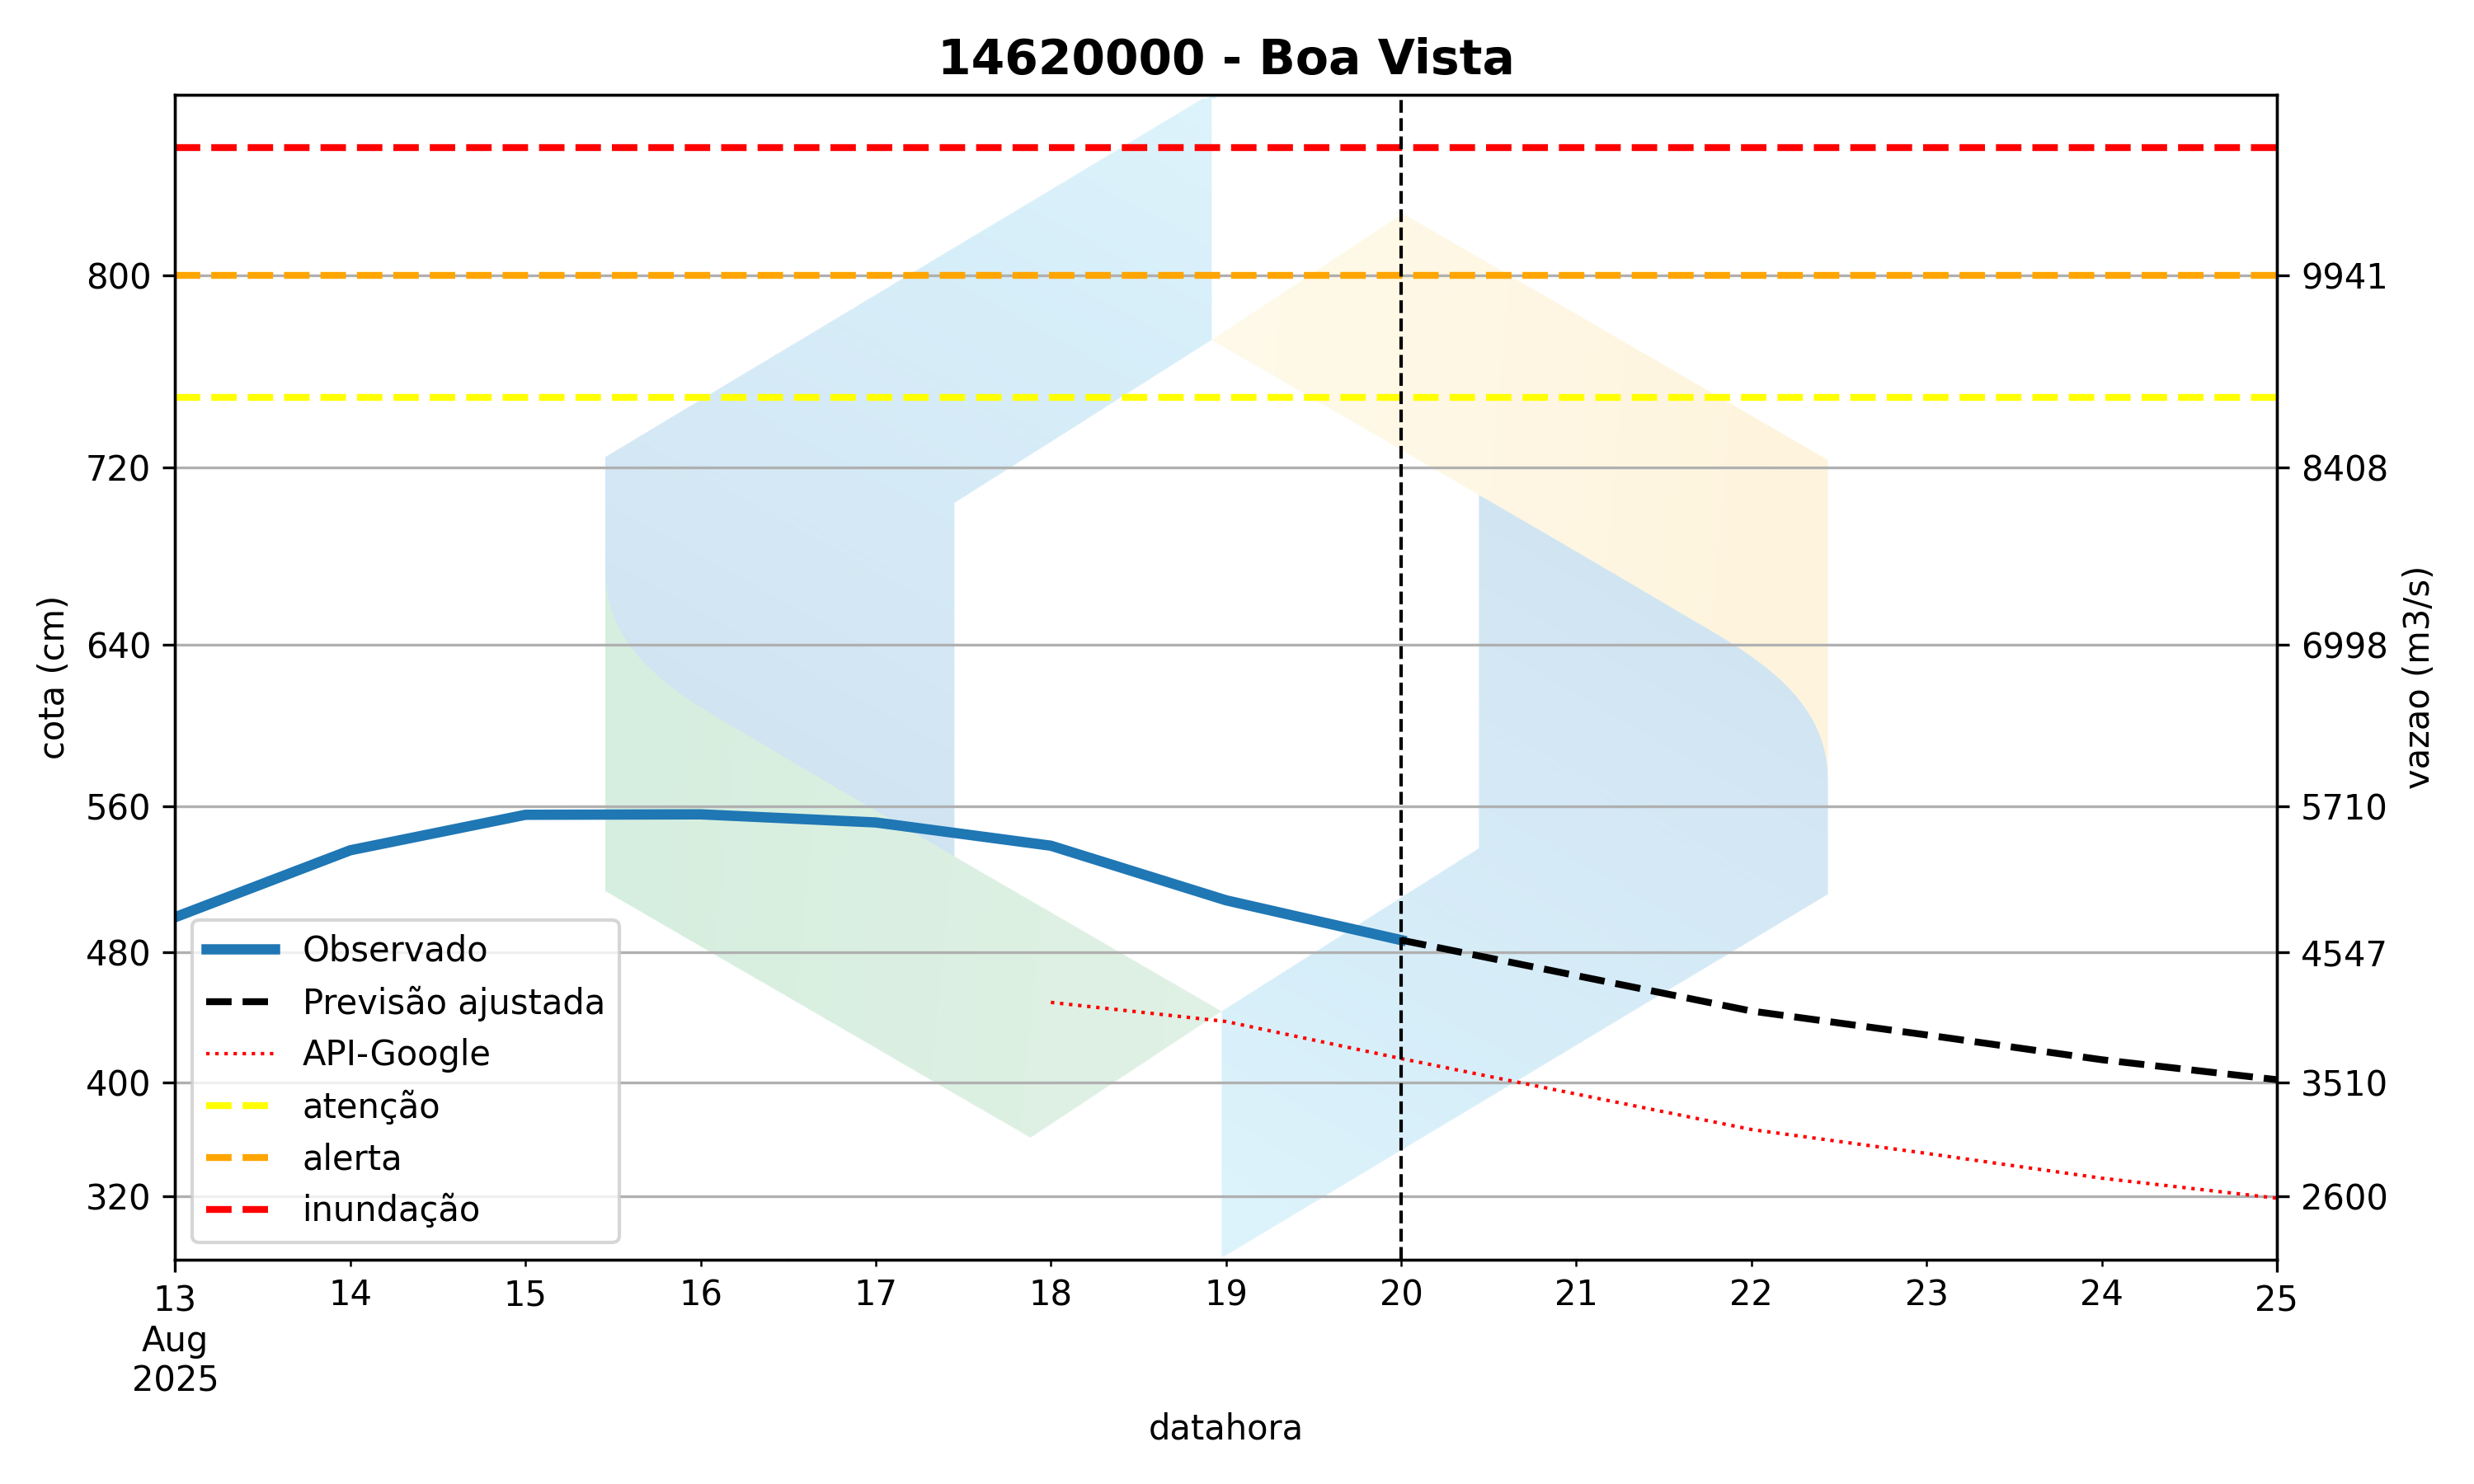 14620000 - Boa Vista
800
720
640
560
480
400
320
cota (cm)
9941
8408
6998
5710
4547
3510
2600
vazao (m3/s)
Observado
Previsão ajustada
API-Google
atenção
alerta
inundação
13 14 15 16 17 18 19 20 21 22 23 24 25
Aug
2025
datahora